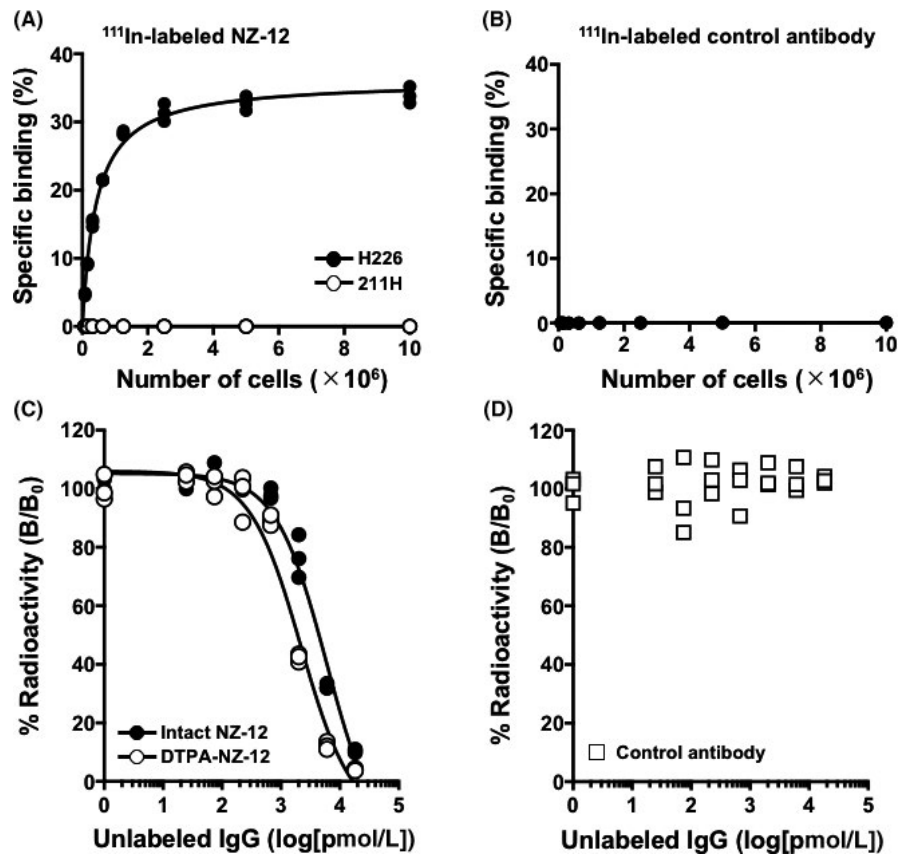 (A)
¹¹¹In-labeled NZ-12
Specific binding (%)
40
30
20
10
0
H226
211H
0 2 4 6 8 10
Number of cells (×10⁶)
(B)
¹¹¹In-labeled control antibody
Specific binding (%)
40
30
20
10
0
0 2 4 6 8 10
Number of cells (×10⁶)
(C)
% Radioactivity (B/B₀)
120
100
80
60
40
20
0
Intact NZ-12
DTPA-NZ-12
0 1 2 3 4 5
Unlabeled IgG (log[pmol/L])
(D)
% Radioactivity (B/B₀)
120
100
80
60
40
20
0
Control antibody
0 1 2 3 4 5
Unlabeled IgG (log[pmol/L])